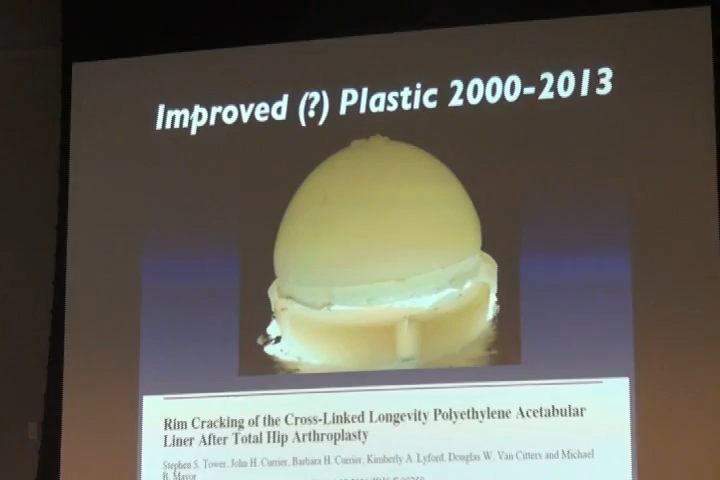 Improved (?) Plastic 2000-2013
Rim Cracking of the Cross-Linked Longevity Polyethylene Acetabular
Liner After Total Hip Arthroplasty
Stephen S. Tower, John H. Currier, Barbara H. Currier, Kimberly A. Lyford, Douglas W. Van Citters and Michael
B. Mayor